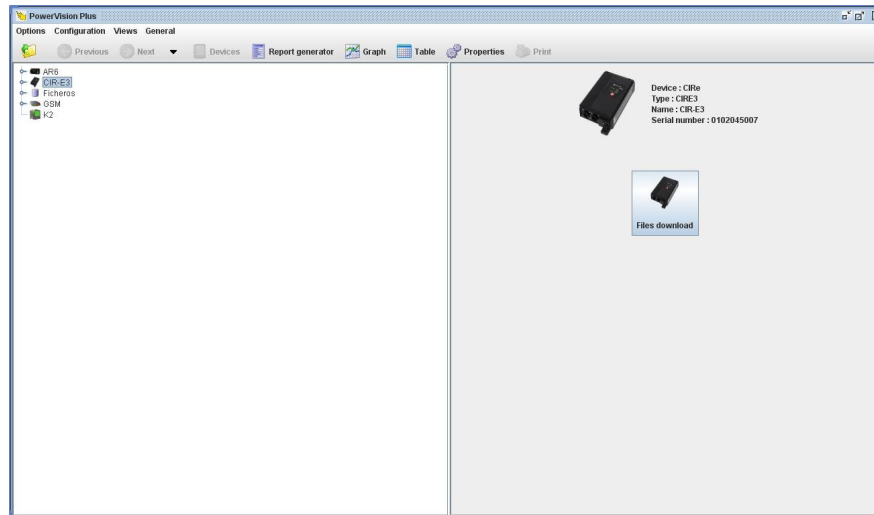 PowerVision Plus
Options Configuration Views General
Previous Next Devices Report generator Graph Table Properties Print
AR6
CIR-E3
Ficheros
GSM
K2
Device : CIRe
Type : CIRE3
Name : CIR-E3
Serial number : 0102045007
Files download